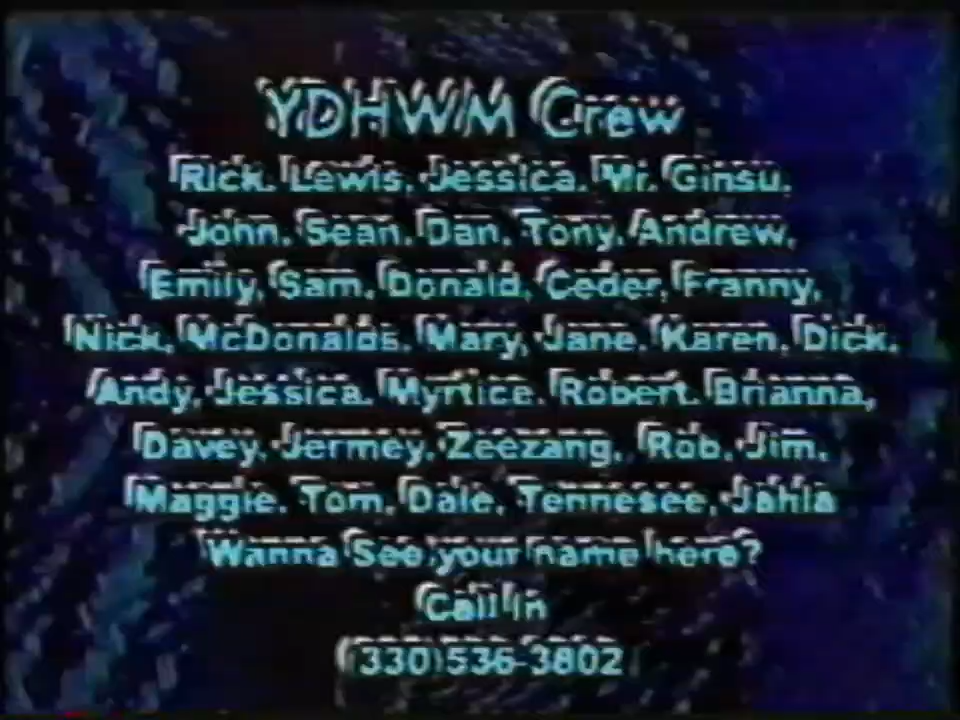 YDHWM Crew
Rick, Lewis, Jessica, Mr. Ginsu,
John, Sean, Dan, Tony, Andrew,
Emily, Sam, Donald, Ceder, Franny,
Nick, McDonalds, Mary, Jane, Karen, Dick,
Andy, Jessica, Myrtice, Robert, Brianna,
Davey, Jermey, Zeezang, Rob, Jim,
Maggie, Tom, Dale, Tennesee, Jahla
Wanna See your name here?
Call In
(330)536-3802